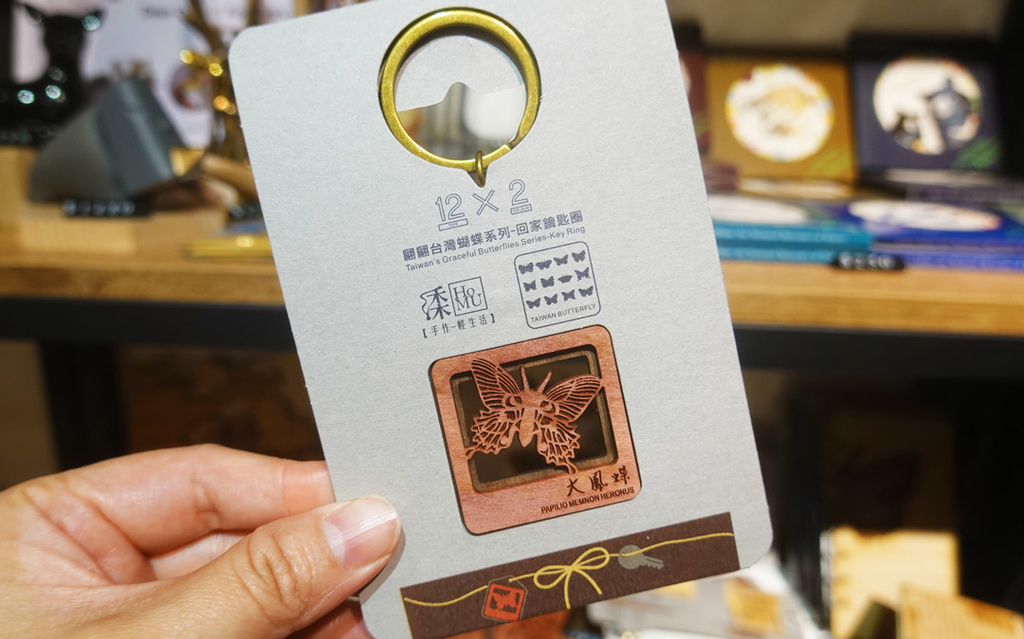 12 × 2
翩翩台灣蝴蝶系列-回家鑰匙圈
Taiwan's Graceful Butterflies Series-Key Ring
柔 HoMU
【手作-輕生活】
TAIWAN BUTTERFLY
大鳳蝶
PAPILIO MEMNON HERONUS